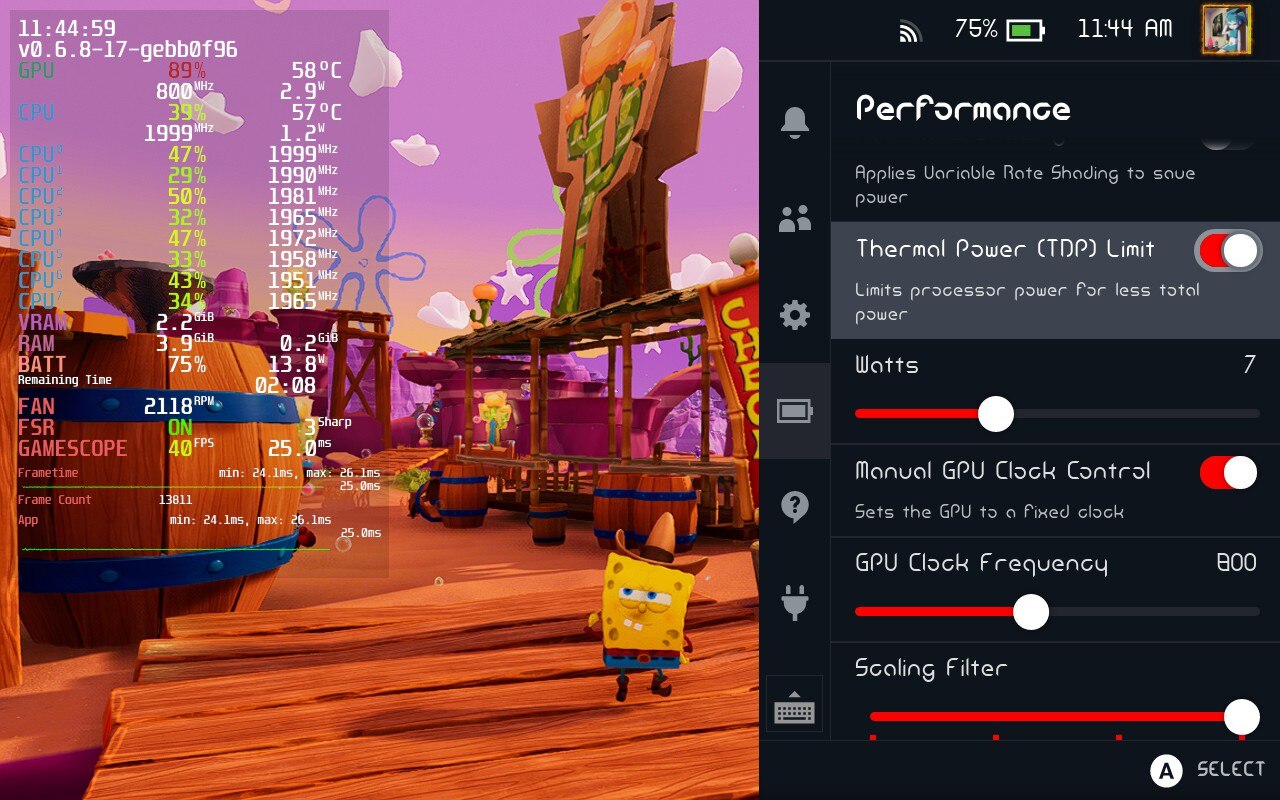 11:44:59
v0.6.8-17-gebb0f96
GPU 89% 58°C
800MHz 2.9W
CPU 39% 57°C
1999MHz 1.2W
CPU0 47% 1999MHz
CPU1 29% 1990MHz
CPU2 50% 1981MHz
CPU3 32% 1965MHz
CPU4 47% 1972MHz
CPU5 33% 1958MHz
CPU6 43% 1951MHz
CPU7 34% 1965MHz
VRAM 2.2GiB
RAM 3.9GiB 0.2GiB
BATT 75% 13.8W
Remaining Time 02:08
FAN 2118RPM
FSR ON 3Sharp
GAMESCOPE 40FPS 25.0ms
Frametime min: 24.1ms, max: 26.1ms
25.0ms
Frame Count 13811
App min: 24.1ms, max: 26.1ms
25.0ms
75% 11:44 AM
Performance
Applies Variable Rate Shading to save
power
Thermal Power (TDP) Limit
Limits processor power for less total
power
Watts 7
Manual GPU Clock Control
Sets the GPU to a fixed clock
GPU Clock Frequency 800
Scaling Filter
A SELECT